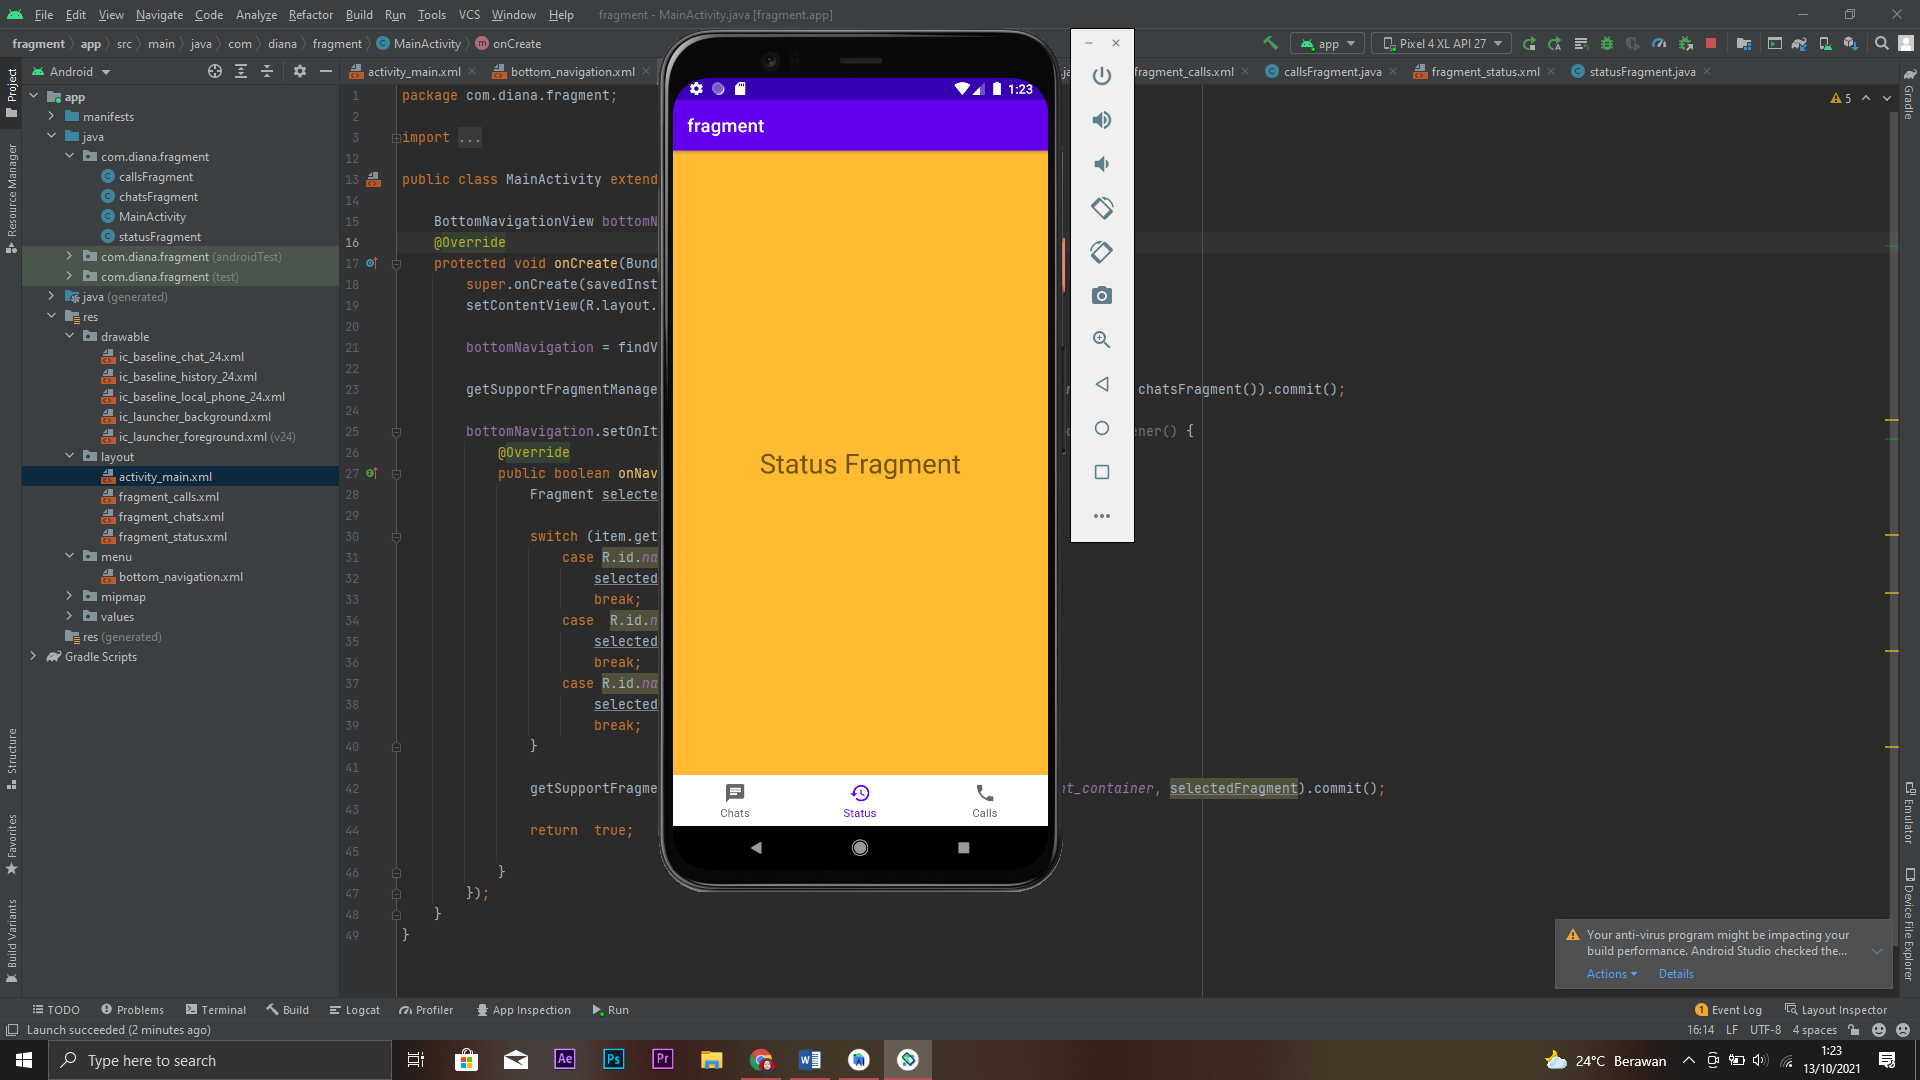 File Edit View Navigate Code Analyze Refactor Build Run Tools VCS Window Help fragment - MainActivity.java [fragment.app]
fragment app src main java com diana fragment MainActivity onCreate app Pixel 4 XL API 27
Project
Android
activity_main.xml bottom_navigation.xml fragment_calls.xml callsFragment.java fragment_status.xml statusFragment.java
Gradle
Resource Manager
Structure
Favorites
Build Variants
Emulator
Device File Explorer
app
manifests
java
com.diana.fragment
callsFragment
chatsFragment
MainActivity
statusFragment
com.diana.fragment (androidTest)
com.diana.fragment (test)
java (generated)
res
drawable
ic_baseline_chat_24.xml
ic_baseline_history_24.xml
ic_baseline_local_phone_24.xml
ic_launcher_background.xml
ic_launcher_foreground.xml (v24)
layout
activity_main.xml
fragment_calls.xml
fragment_chats.xml
fragment_status.xml
menu
bottom_navigation.xml
mipmap
values
res (generated)
Gradle Scripts
5
1 package com.diana.fragment;
2
3 import ...
12
13 public class MainActivity extend
14
15 BottomNavigationView bottomN
16 @Override
17 protected void onCreate(Bund
18 super.onCreate(savedInst
19 setContentView(R.layout.
20
21 bottomNavigation = findV
22
23 getSupportFragmentManage chatsFragment()).commit();
24
25 bottomNavigation.setOnIt ener() {
26 @Override
27 public boolean onNav
28 Fragment selecte
29
30 switch (item.get
31 case R.id.na
32 selected
33 break;
34 case R.id.n
35 selected
36 break;
37 case R.id.na
38 selected
39 break;
40 }
41
42 getSupportFragme nt_container, selectedFragment).commit();
43
44 return true;
45
46 }
47 });
48 }
49 }
1:23
fragment
Status Fragment
Chats Status Calls
Your anti-virus program might be impacting your
build performance. Android Studio checked the...
Actions Details
TODO Problems Terminal Build Logcat Profiler App Inspection Run 1 Event Log Layout Inspector
Launch succeeded (2 minutes ago) 16:14 LF UTF-8 4 spaces
Type here to search Ae Ps Pr 24°C Berawan 1:23
13/10/2021